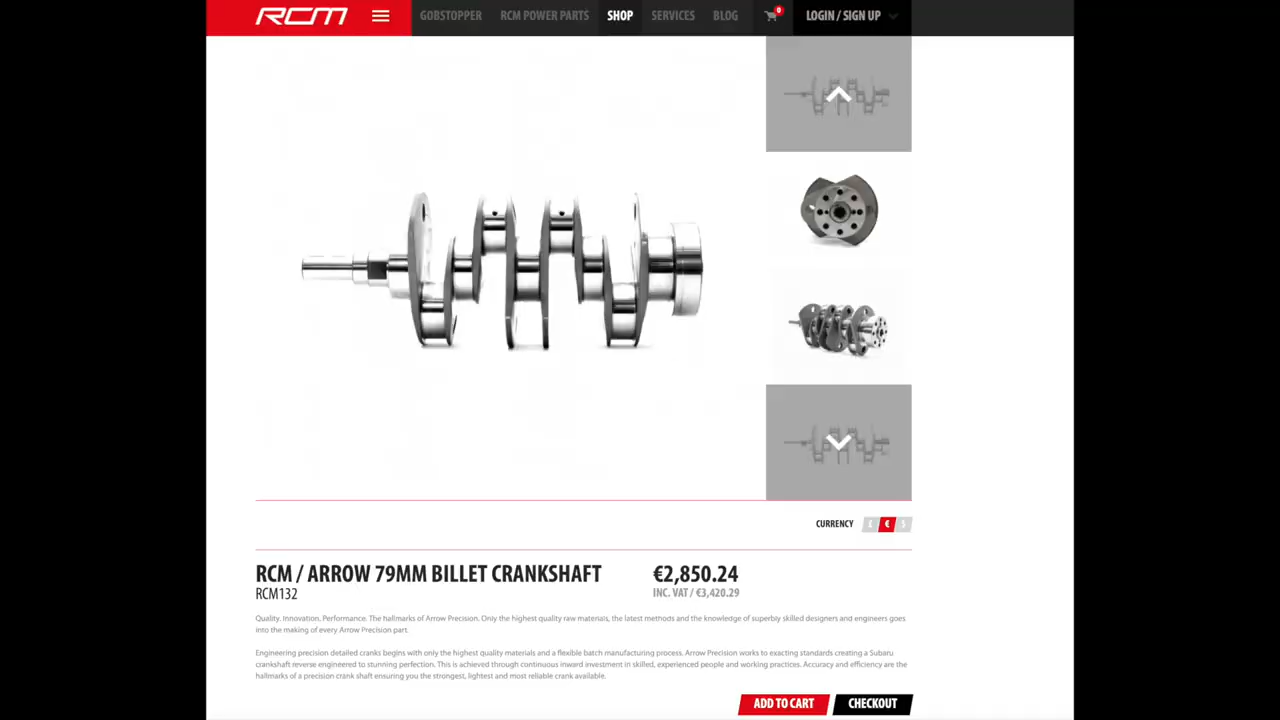 RCM
GOBSTOPPER
RCM POWER PARTS
SHOP
SERVICES
BLOG
0
LOGIN / SIGN UP
CURRENCY
£ € $
RCM / ARROW 79MM BILLET CRANKSHAFT
€2,850.24
RCM132
INC. VAT / €3,420.29
Quality. Innovation. Performance. The hallmarks of Arrow Precision. Only the highest quality raw materials, the latest methods and the knowledge of superbly skilled designers and engineers goes
into the making of every Arrow Precision part.
Engineering precision detailed cranks begins with only the highest quality materials and a flexible batch manufacturing process. Arrow Precision works to exacting standards creating a Subaru
crankshaft reverse engineered to stunning perfection. This is achieved through continuous inward investment in skilled, experienced people and working practices. Accuracy and efficiency are the
hallmarks of a precision crank shaft ensuring you the strongest, lightest and most reliable crank available.
ADD TO CART
CHECKOUT